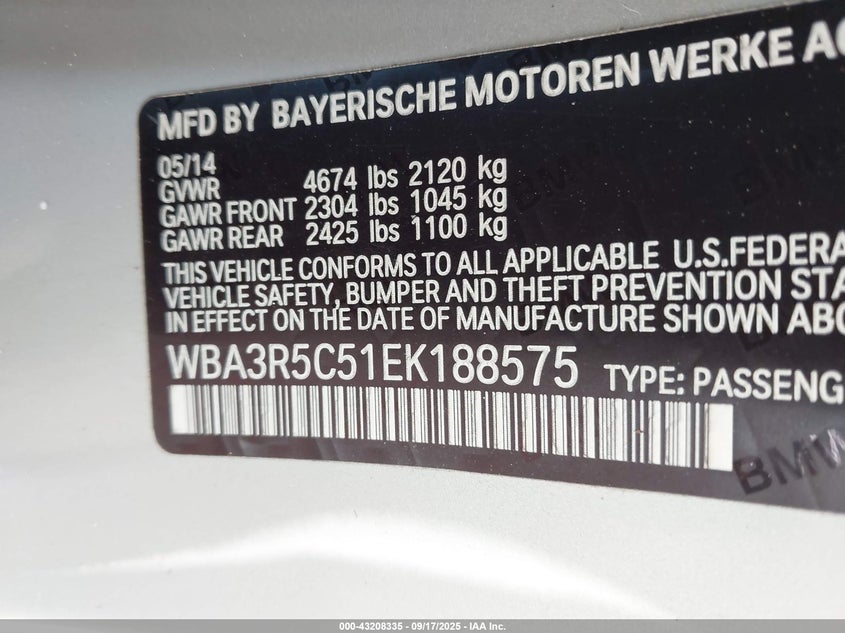 MFD BY BAYERISCHE MOTOREN WERKE AG
05/14
GVWR 4674 lbs 2120 kg
GAWR FRONT 2304 lbs 1045 kg
GAWR REAR 2425 lbs 1100 kg
THIS VEHICLE CONFORMS TO ALL APPLICABLE U.S.FEDERA
VEHICLE SAFETY, BUMPER AND THEFT PREVENTION STA
IN EFFECT ON THE DATE OF MANUFACTURE SHOWN ABO
WBA3R5C51EK188575 TYPE: PASSENG
BMW
BMW
000-43208335 - 09/17/2025 - IAA Inc.